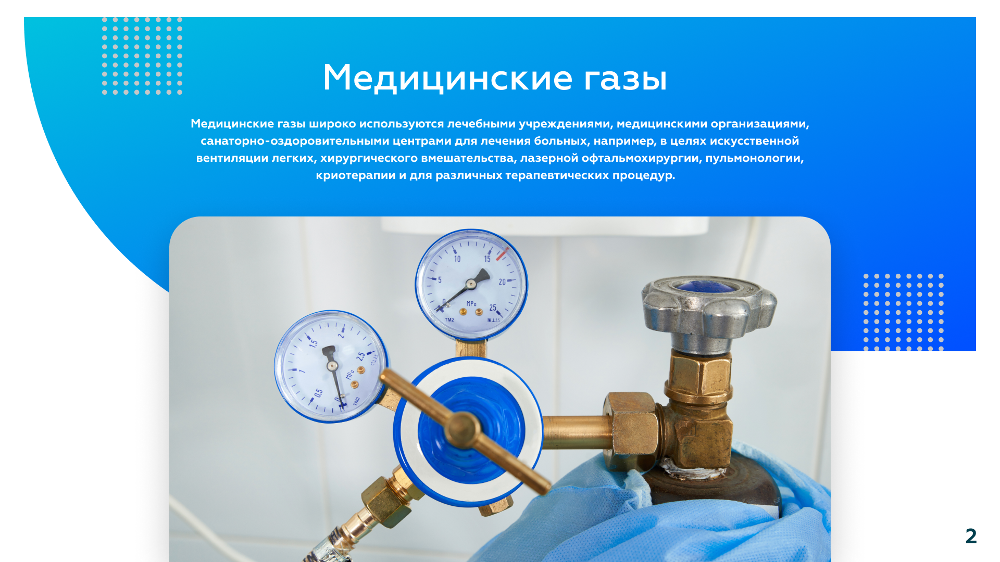 Медицинские газы
Медицинские газы широко используются лечебными учреждениями, медицинскими организациями,
санаторно-оздоровительными центрами для лечения больных, например, в целях искусственной
вентиляции легких, хирургического вмешательства, лазерной офтальмохирургии, пульмонологии,
криотерапии и для различных терапевтических процедур.
10 15
5 20
0 MPa 25
TM2
1,5 2
1 2.5
0.5 MPa
0 TM2
2